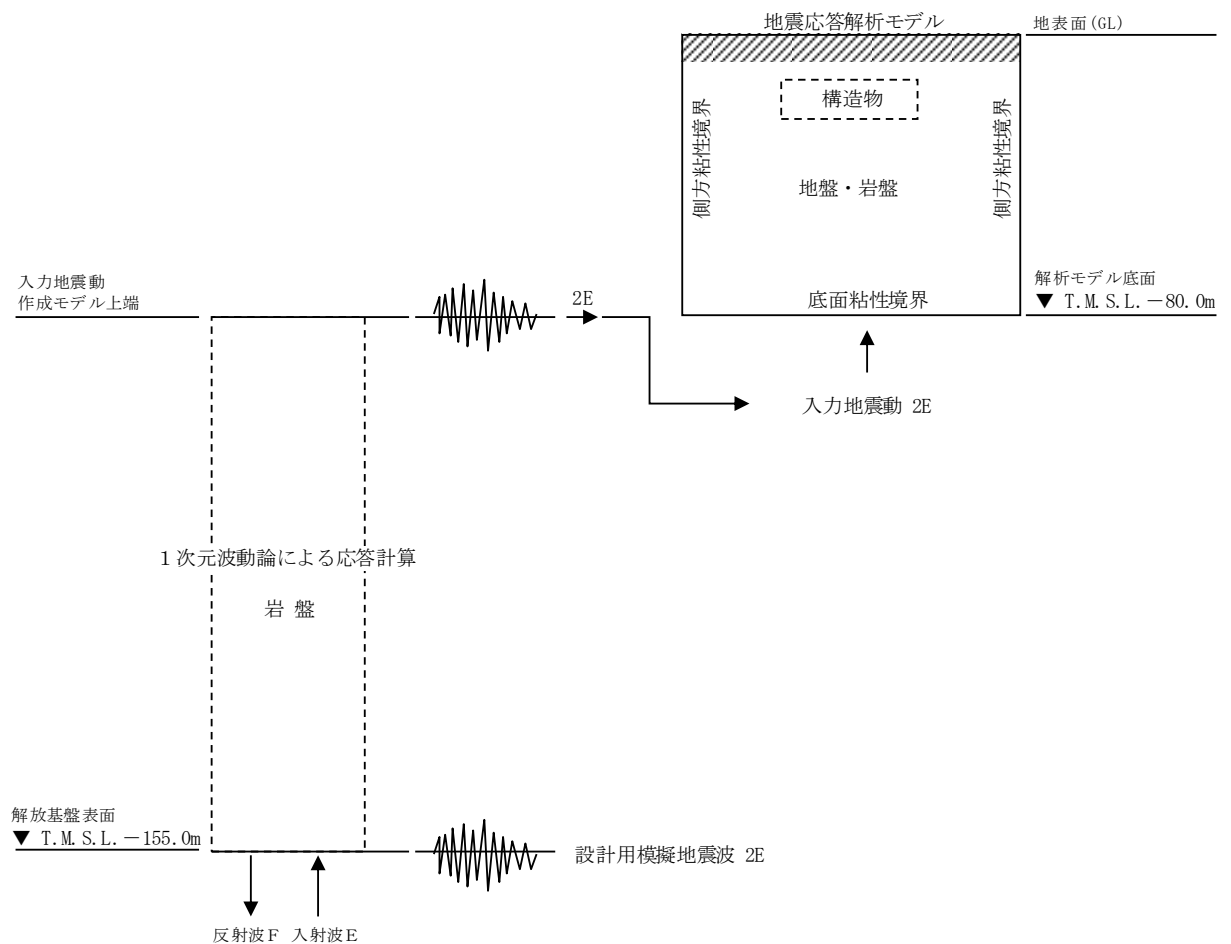 地震応答解析モデル
地表面(GL)
構造物
側方粘性境界
側方粘性境界
地盤・岩盤
底面粘性境界
解析モデル底面
▼ T.M.S.L.－80.0m
入力地震動
作成モデル上端
2E
入力地震動 2E
１次元波動論による応答計算
岩 盤
解放基盤表面
▼ T.M.S.L.－155.0m
設計用模擬地震波 2E
反射波Ｆ 入射波Ｅ